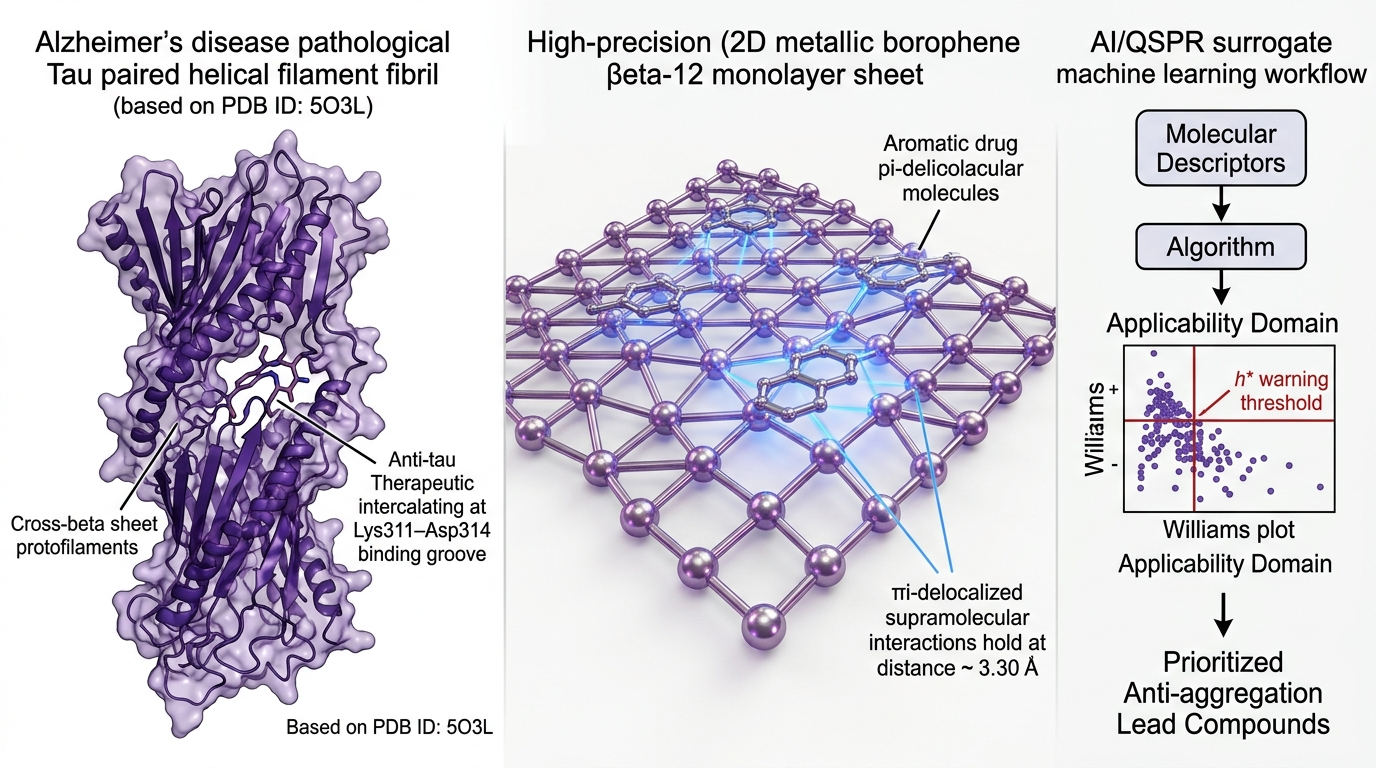 Alzheimer's disease pathological
Tau paired helical filament fibril
(based on PDB ID: 5O3L)
Cross-beta sheet
protofilaments
Anti-tau
Therapeutic
intercalating at
Lys311–Asp314
binding groove
Based on PDB ID: 5O3L
High-precision (2D metallic borophene
βeta-12 monolayer sheet
Aromatic drug
pi-delicolacular
molecules
πi-delocalized
supramolecular
interactions hold at
distance ~ 3.30 Å
AI/QSPR surrogate
machine learning workflow
Molecular
Descriptors
Algorithm
Applicability Domain
Williams
+
-
h* warning
threshold
Williams plot
Applicability Domain
Prioritized
Anti-aggregation
Lead Compounds